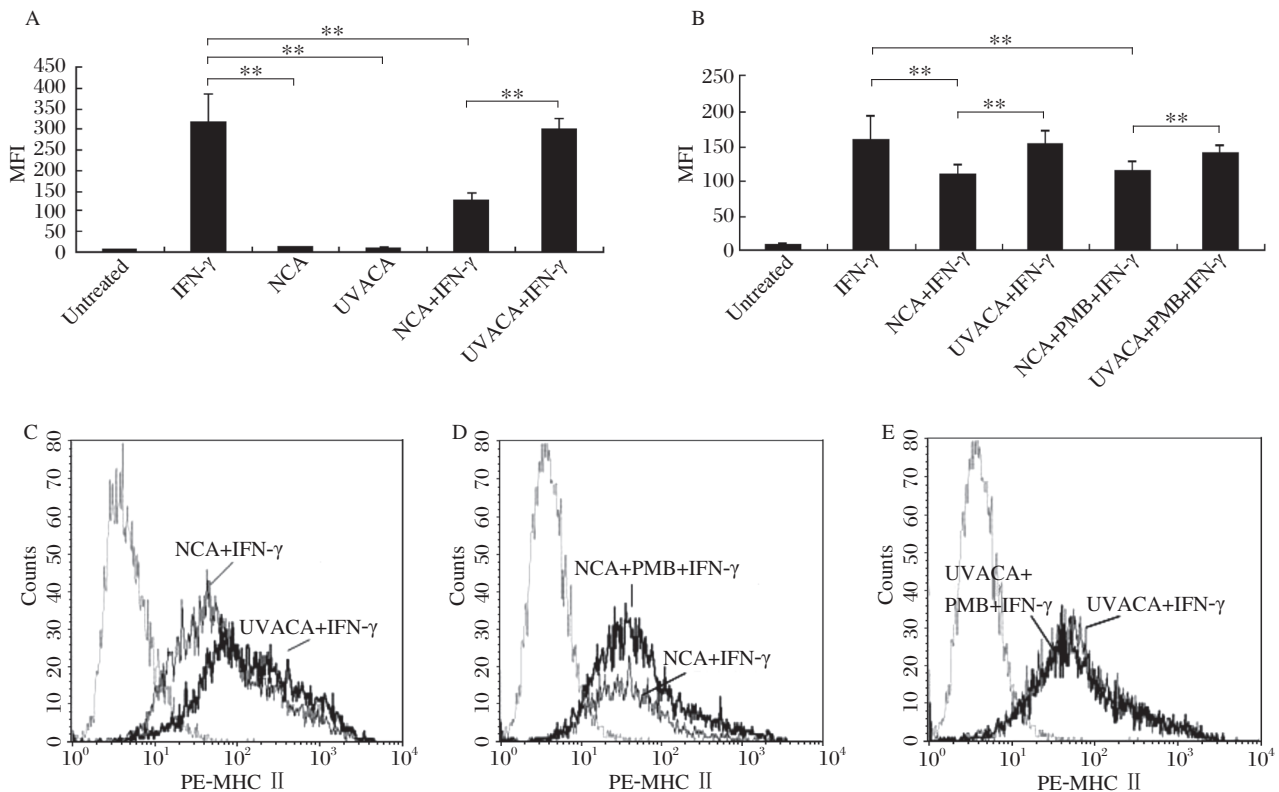 A
**
**
**
**
450
400
350
300
250
200
150
100
50
0
MFI
Untreated
IFN-γ
NCA
UVACA
NCA+IFN-γ
UVACA+IFN-γ
B
**
**
**
**
250
200
150
100
50
0
MFI
Untreated
IFN-γ
NCA+IFN-γ
UVACA+IFN-γ
NCA+PMB+IFN-γ
UVACA+PMB+IFN-γ
C
80
70
60
50
40
30
20
10
0
Counts
NCA+IFN-γ
UVACA+IFN-γ
10⁰ 10¹ 10² 10³ 10⁴
PE-MHC Ⅱ
D
80
70
60
50
40
30
20
10
0
Counts
NCA+PMB+IFN-γ
NCA+IFN-γ
10⁰ 10¹ 10² 10³ 10⁴
PE-MHC Ⅱ
E
80
70
60
50
40
30
20
10
0
Counts
UVACA+
PMB+IFN-γ
UVACA+IFN-γ
10⁰ 10¹ 10² 10³ 10⁴
PE-MHC Ⅱ